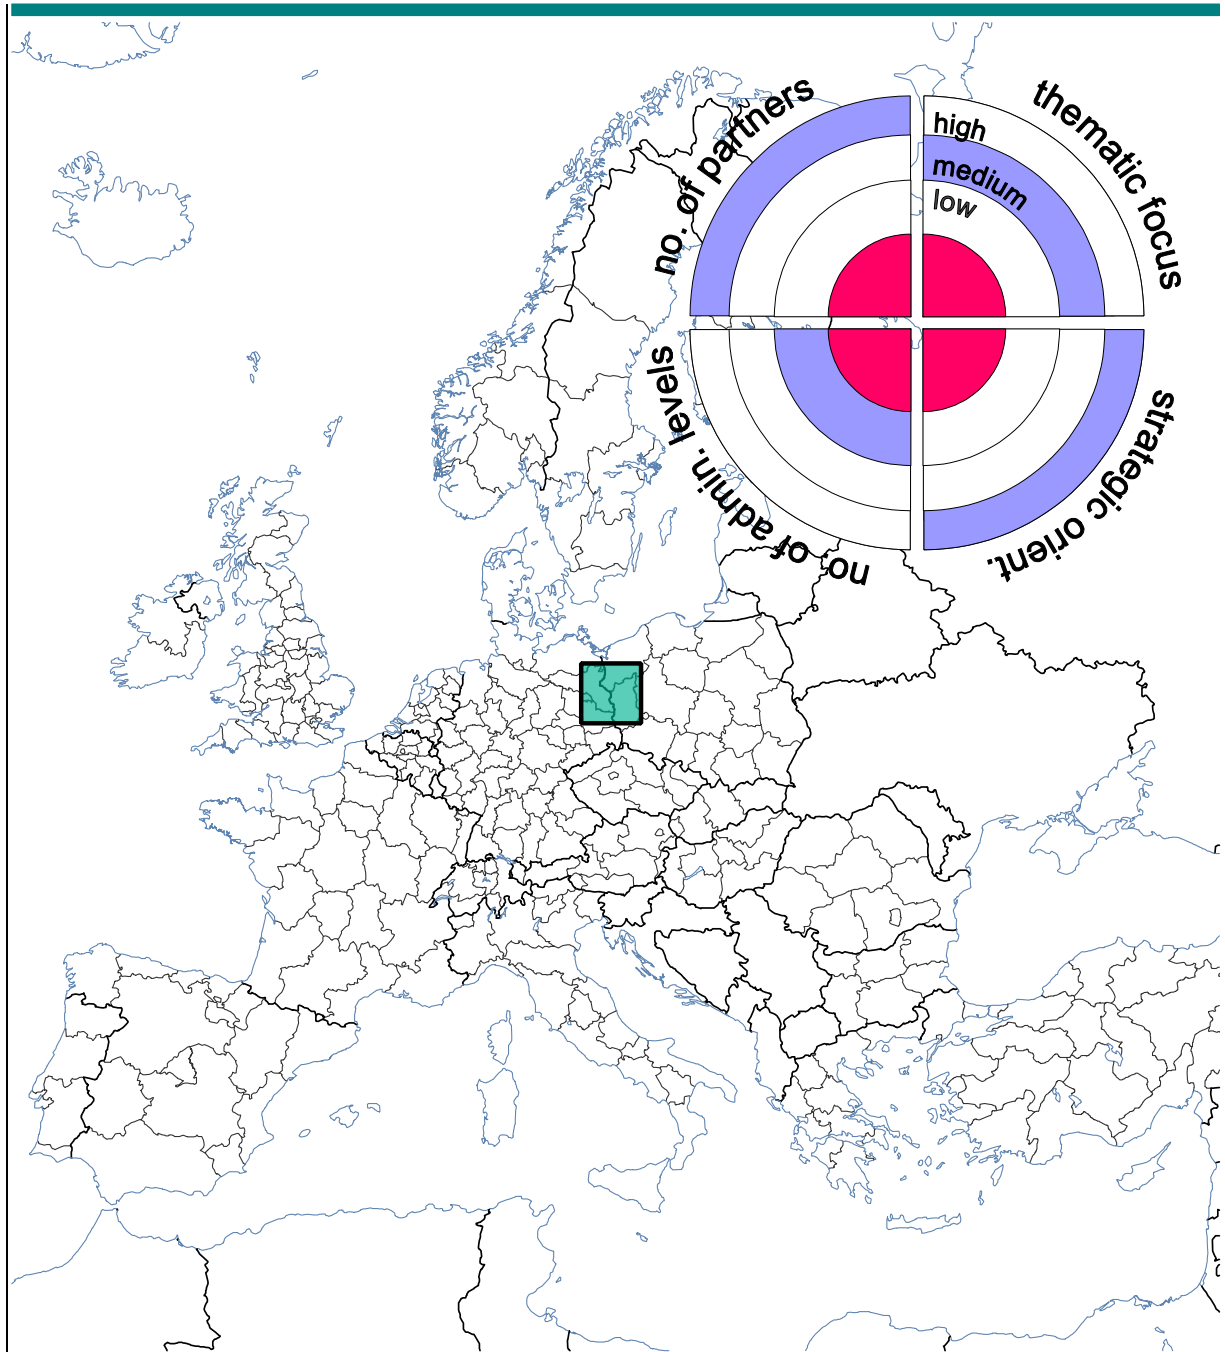 no. of partners
thematic focus
high
medium
low
no. of admin. levels
strategic orient.